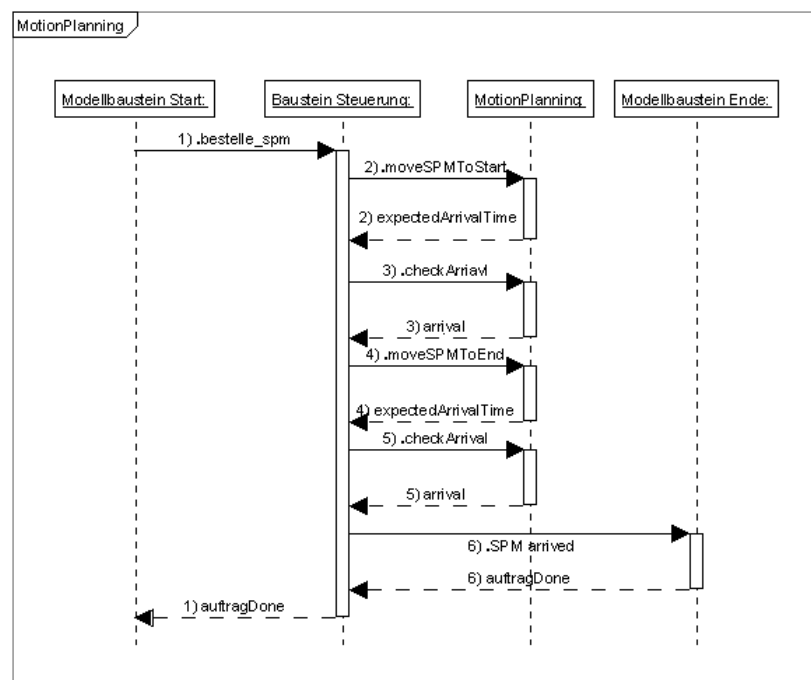 MotionPlanning
Modellbaustein Start:
Baustein Steuerung:
MotionPlanning:
Modellbaustein Ende:
1) .bestelle_spm
2) .moveSPMToStart
2) expectedArrivalTime
3) .checkArriavl
3) arrival
4) .moveSPMToEnd
4) expectedArrivalTime
5) .checkArrival
5) arrival
6) .SPM arrived
6) auftragDone
1) auftragDone